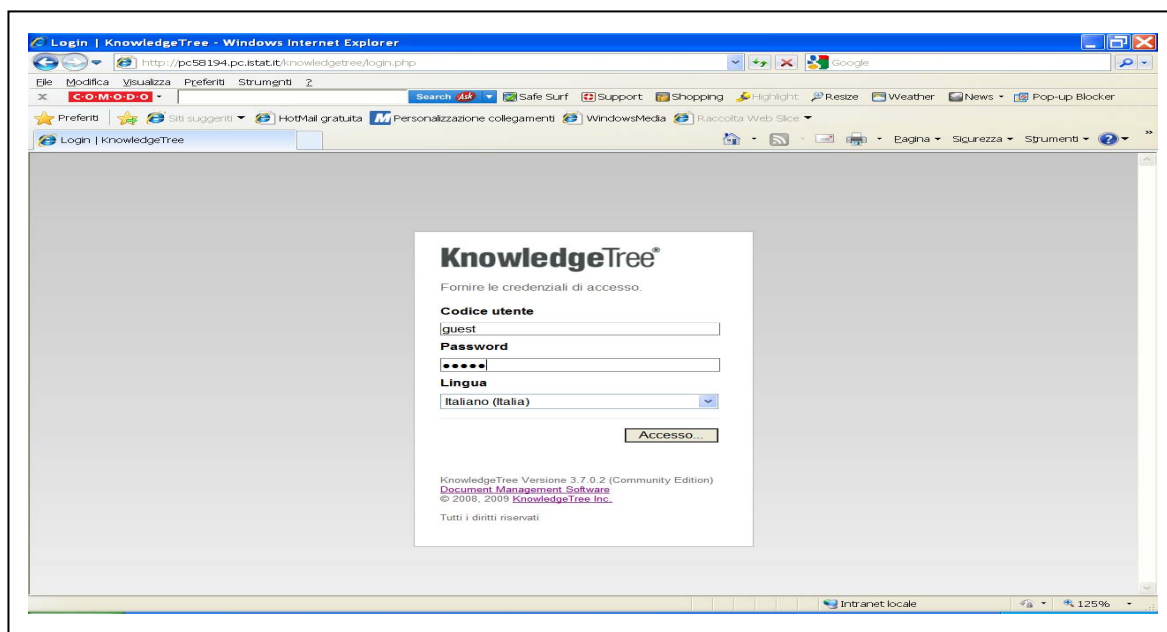 Login | KnowledgeTree - Windows Internet Explorer
http://pc58194.pc.istat.it/knowledgetree/login.php Google
File Modifica Visualizza Preferiti Strumenti ?
x C·O·M·O·D·O Search Ask Safe Surf Support Shopping Highlight Resize Weather News Pop-up Blocker
Preferiti Siti suggeriti HotMail gratuita Personalizzazione collegamenti WindowsMedia Raccolta Web Slice
Login | KnowledgeTree Pagina Sicurezza Strumenti
KnowledgeTree®
Fornire le credenziali di accesso.
Codice utente
guest
Password
●●●●●
Lingua
Italiano (Italia)
Accesso...
KnowledgeTree Versione 3.7.0.2 (Community Edition)
Document Management Software
© 2008, 2009 KnowledgeTree Inc.
Tutti i diritti riservati
Intranet locale 125%